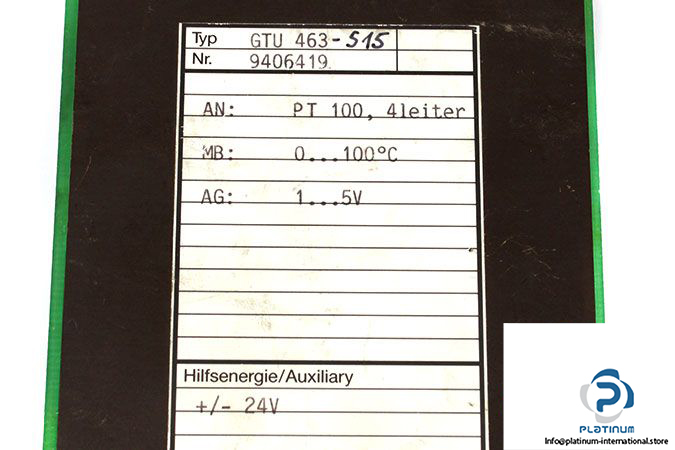 Typ GTU 463-515
Nr. 9406419
AN: PT 100, 4leiter
MB: 0...100°C
AG: 1...5V
Hilfsenergie/Auxiliary
+/- 24V
PLATINUM
Info@platinum-international.store